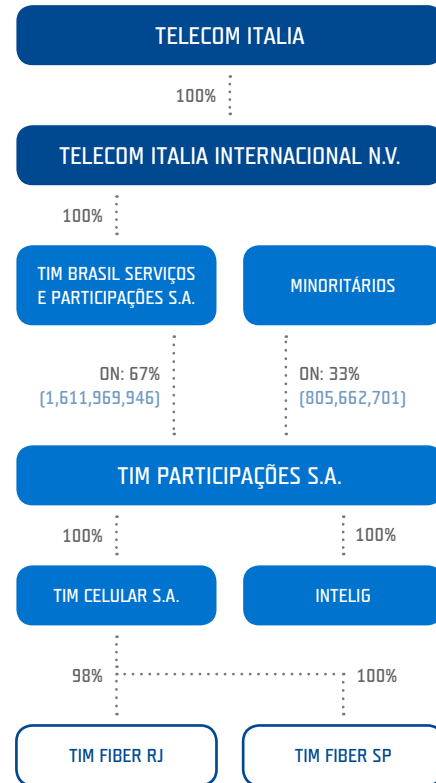 TELECOM ITALIA
100%
TELECOM ITALIA INTERNACIONAL N.V.
100%
TIM BRASIL SERVIÇOS
E PARTICIPAÇÕES S.A.
MINORITÁRIOS
ON: 67%
(1,611,969,946)
ON: 33%
(805,662,701)
TIM PARTICIPAÇÕES S.A.
100%
100%
TIM CELULAR S.A.
INTELIG
98%
100%
TIM FIBER RJ
TIM FIBER SP